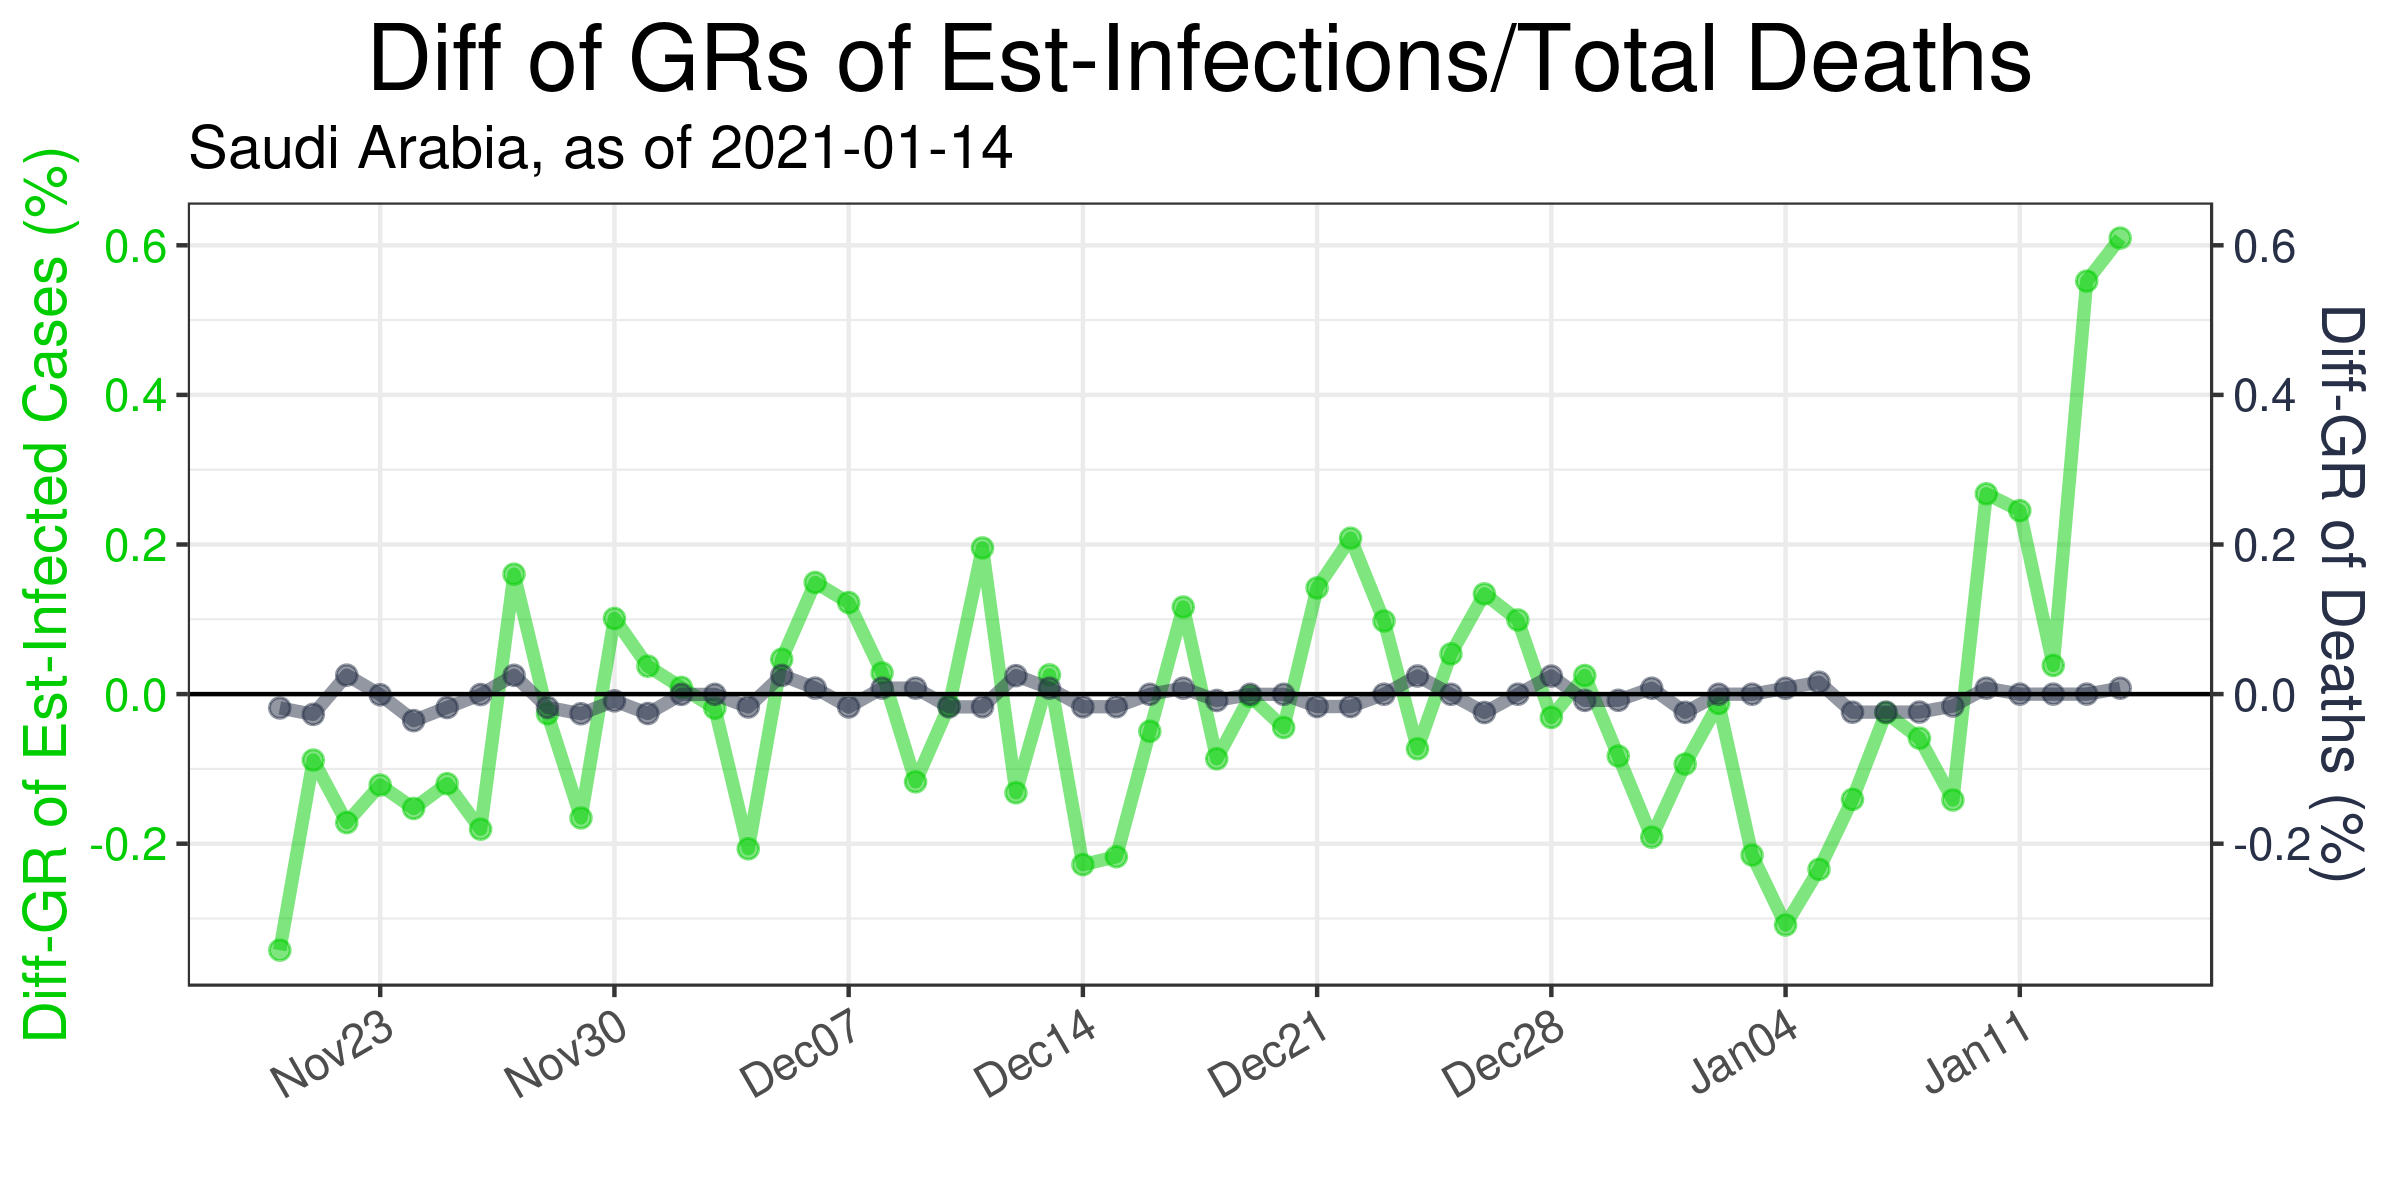 Diff of GRs of Est-Infections/Total Deaths
Saudi Arabia, as of 2021-01-14
Diff-GR of Est-Infected Cases (%)
0.6
0.4
0.2
0.0
-0.2
0.6
0.4
0.2
0.0
-0.2
Diff-GR of Deaths (%)
Nov23
Nov30
Dec07
Dec14
Dec21
Dec28
Jan04
Jan11